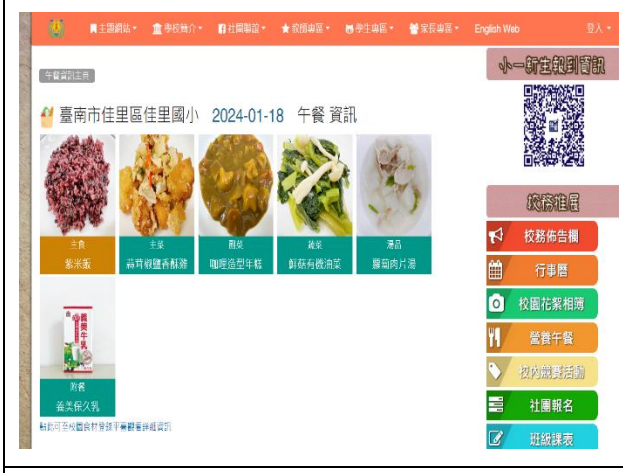 主題網站 學校簡介 社團聯誼 教師專區 學生專區 家長專區 English Web 登入
小一新生報到資訊
午餐資訊主頁
臺南市佳里區佳里國小 2024-01-18 午餐 資訊
主食 主菜 副菜 蔬菜 湯品
紫米飯 蒜茸椒鹽香酥雞 咖哩造型年糕 鮮菇有機油菜 蘿蔔肉片湯
義美牛乳
附餐
義美保久乳
點此可至校園食材登錄平臺觀看詳細資訊
校務推展
校務佈告欄
行事曆
校園花絮相簿
營養午餐
校內競賽活動
社團報名
班級課表